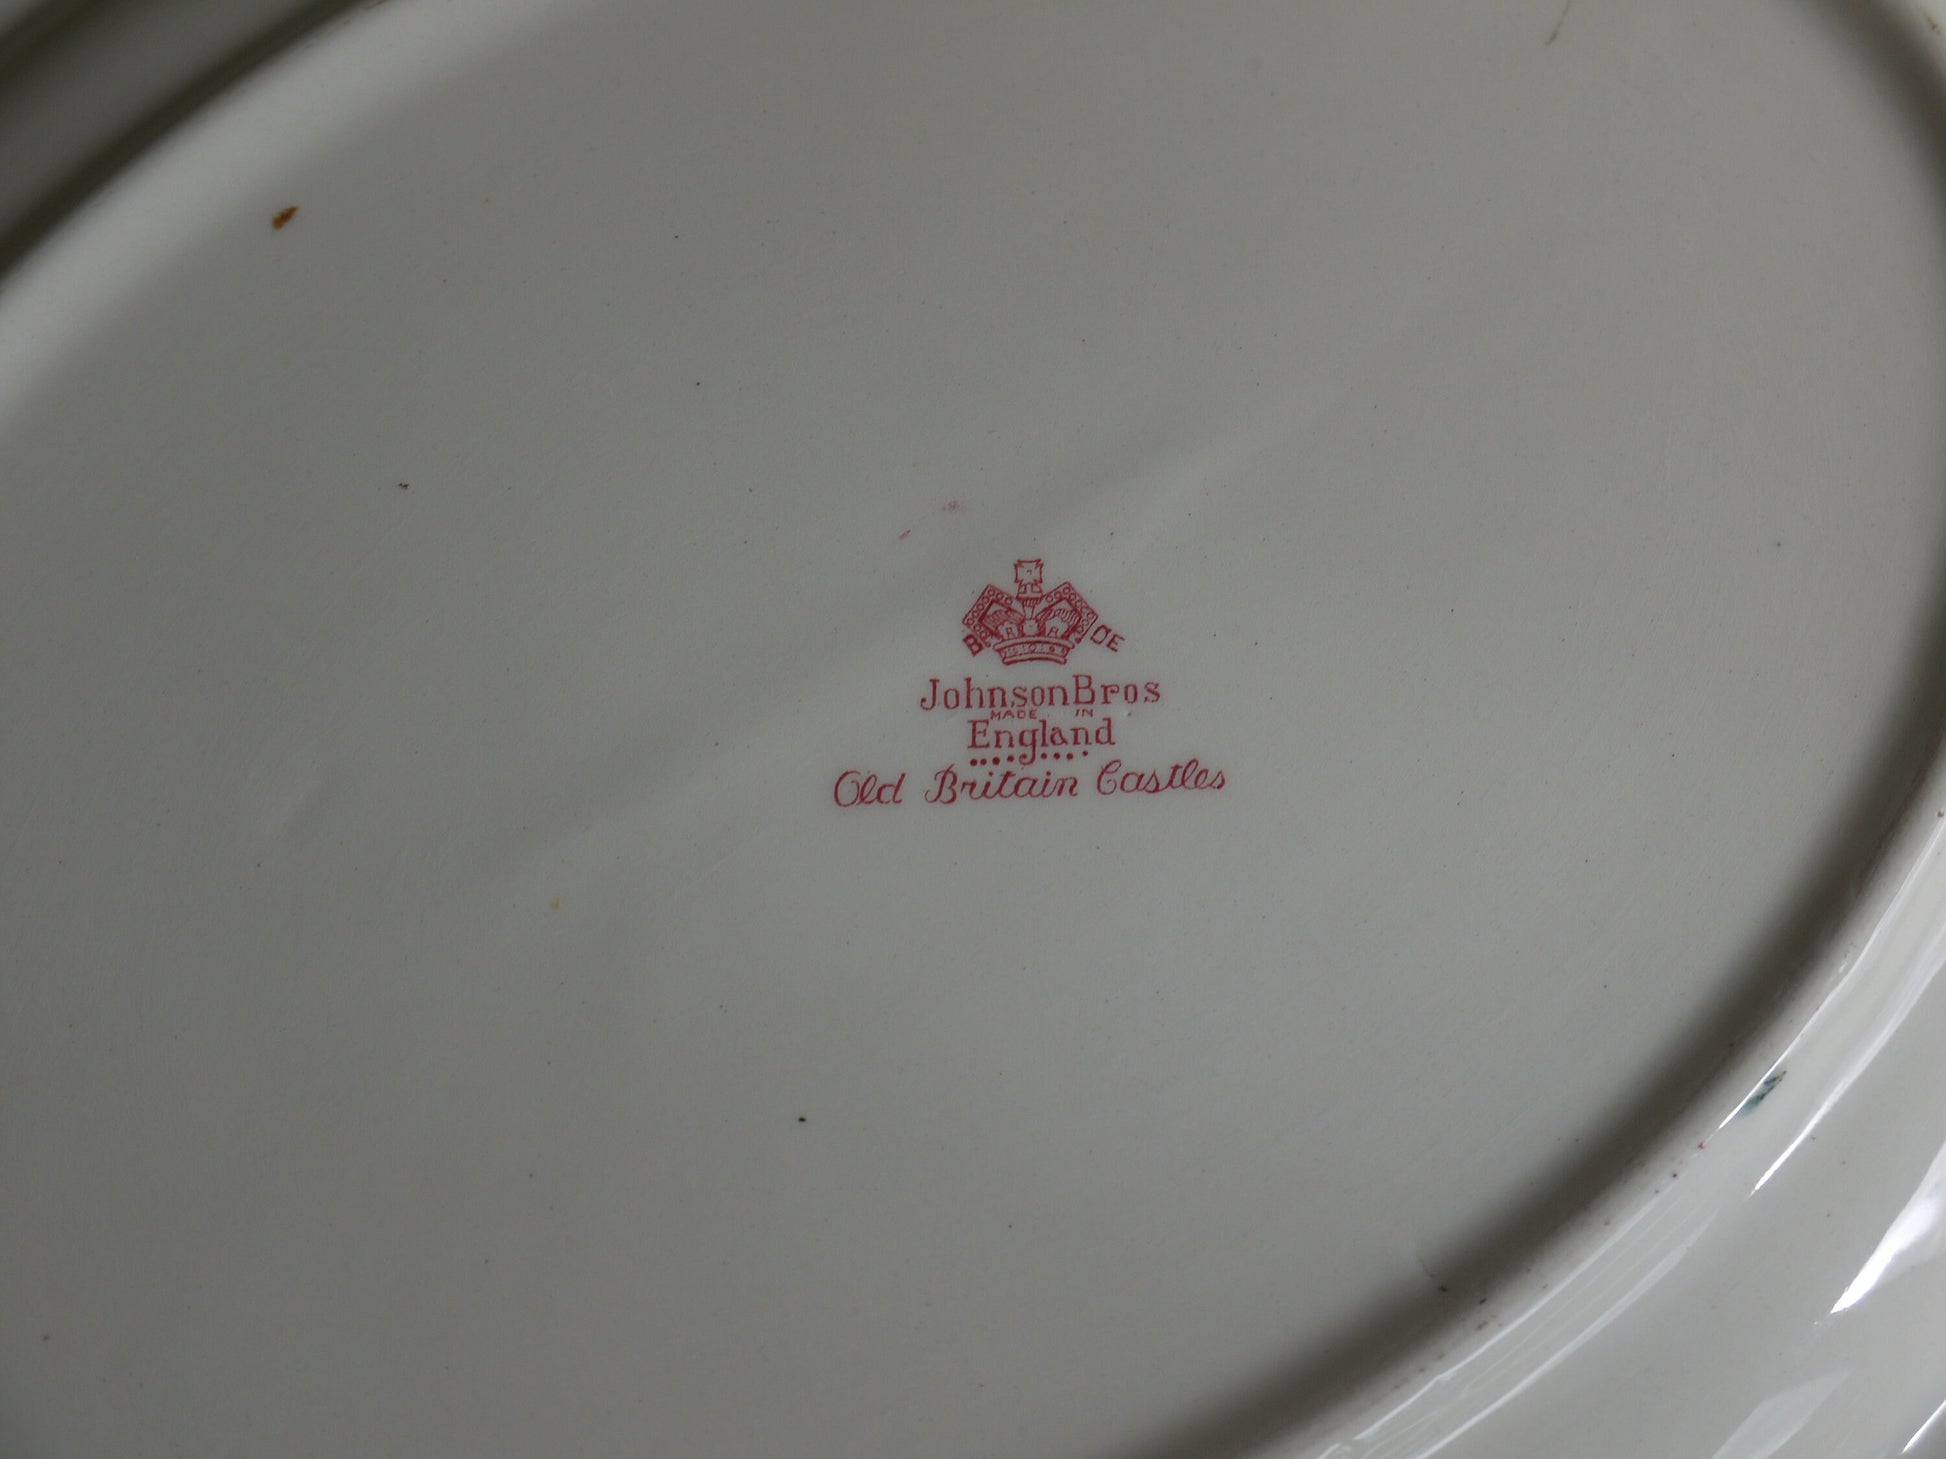 Johnson Bros
MADE IN
England
Old Britain Castles